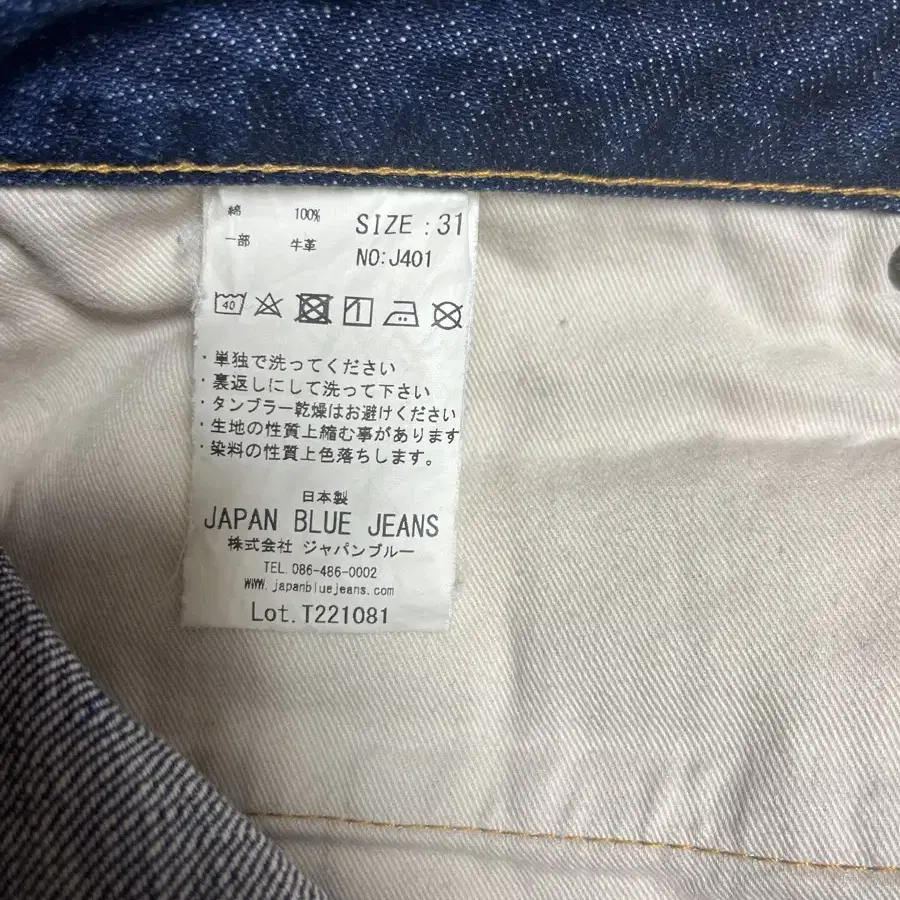 綿 100% SIZE : 31
一部 牛革 NO:J401
40
・単独で洗ってください
・裏返しにして洗って下さい
・タンブラー乾燥はお避けください
・生地の性質上縮む事があります
・染料の性質上色落ちします。
日本製
JAPAN BLUE JEANS
株式会社 ジャパンブルー
TEL. 086-486-0002
www.japanbluejeans.com
Lot. T221081